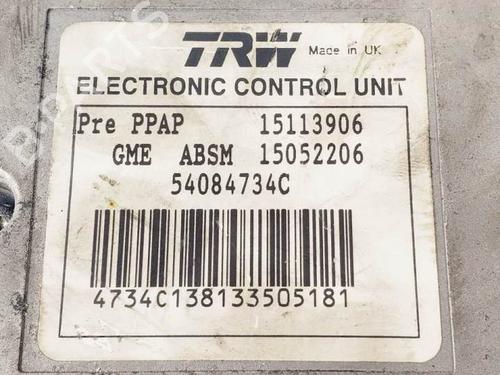 TRW Made in UK
ELECTRONIC CONTROL UNIT
Pre PPAP 15113906
GME ABSM 15052206
54084734C
4734C138133505181